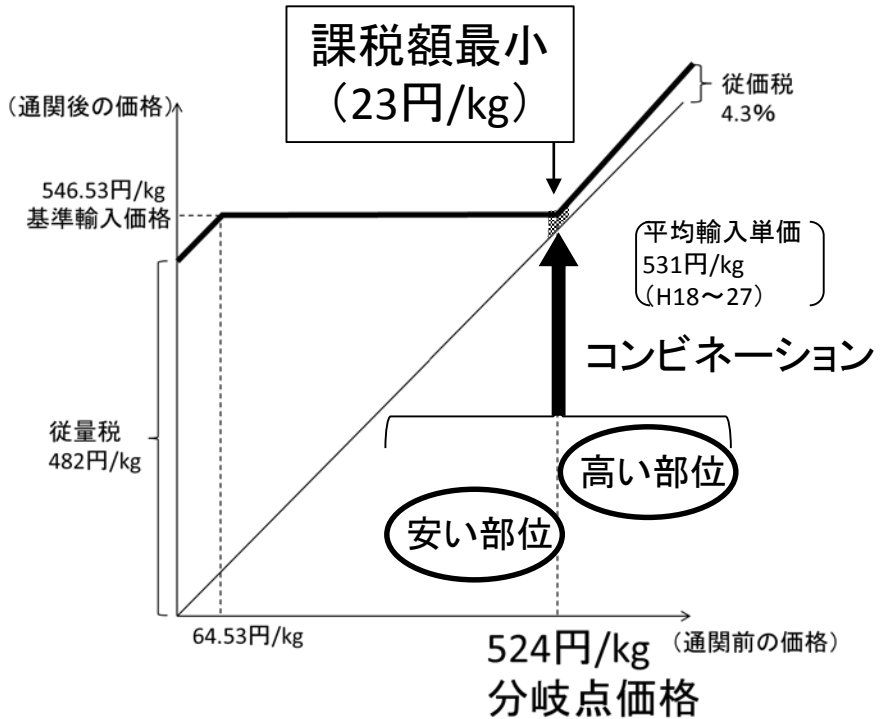 課税額最小
（23円/kg）
従価税
4.3%
（通関後の価格）
546.53円/kg
基準輸入価格
平均輸入単価
531円/kg
（H18～27）
コンビネーション
従量税
482円/kg
高い部位
安い部位
64.53円/kg
524円/kg
（通関前の価格）
分岐点価格